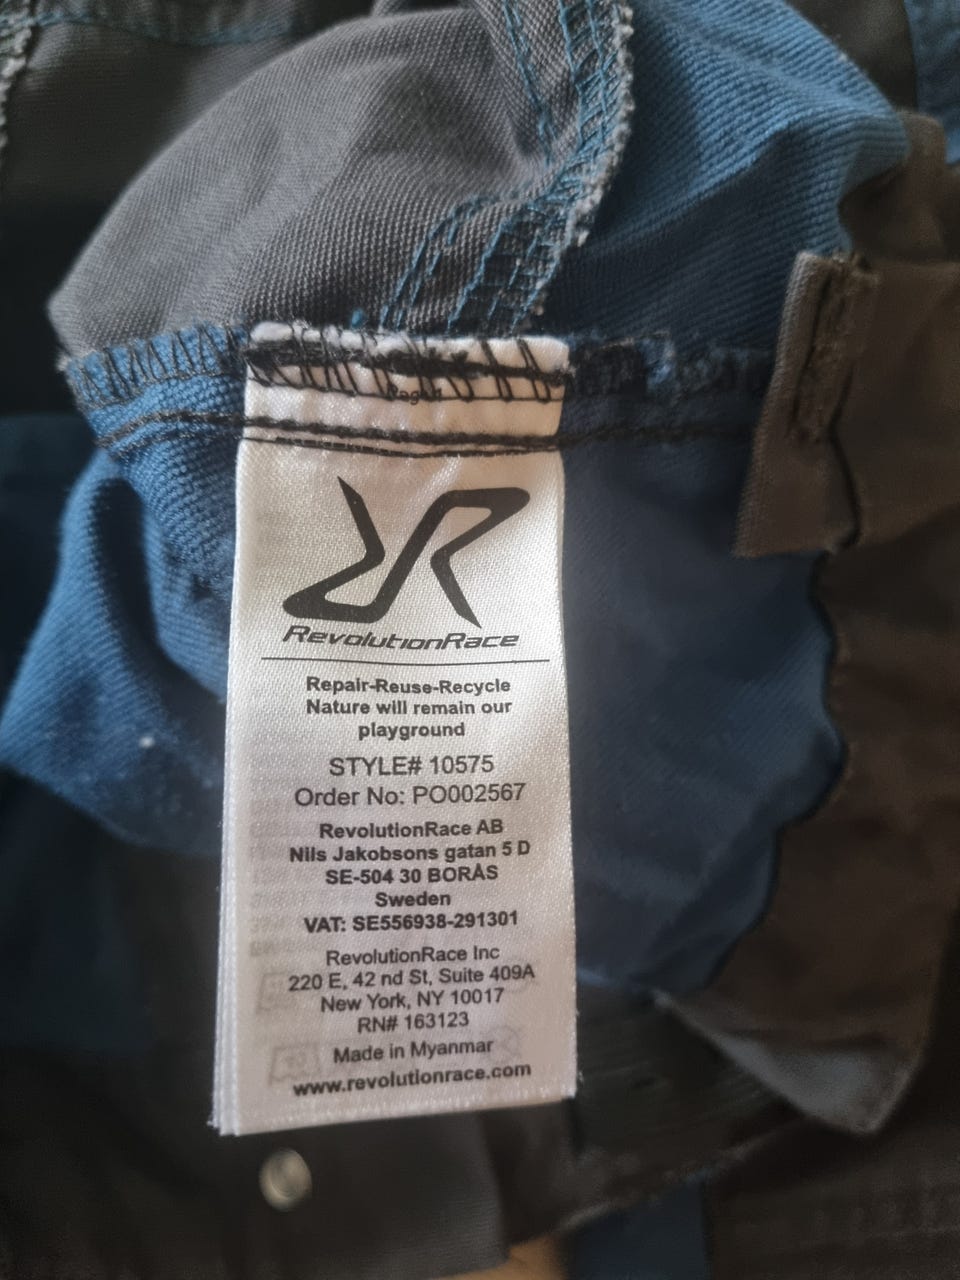 RevolutionRace
Repair-Reuse-Recycle
Nature will remain our
playground
STYLE# 10575
Order No: PO002567
RevolutionRace AB
Nils Jakobsons gatan 5 D
SE-504 30 BORÅS
Sweden
VAT: SE556938-291301
RevolutionRace Inc
220 E, 42 nd St, Suite 409A
New York, NY 10017
RN# 163123
Made in Myanmar
www.revolutionrace.com